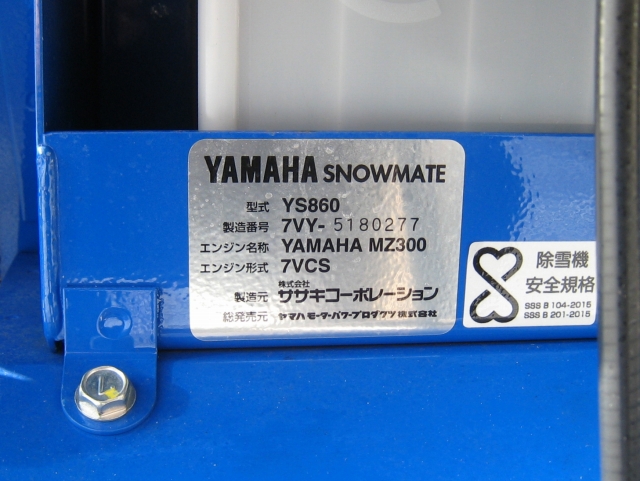 YAMAHA SNOWMATE
型式 YS860
製造番号 7VY- 5180277
エンジン名称 YAMAHA MZ300
エンジン形式 7VCS
製造元 株式会社 ササキコーポレーション
総発売元 ヤマハモーターパワープロダクツ株式会社
除雪機
安全規格
SSS B 104-2015
SSS B 201-2015